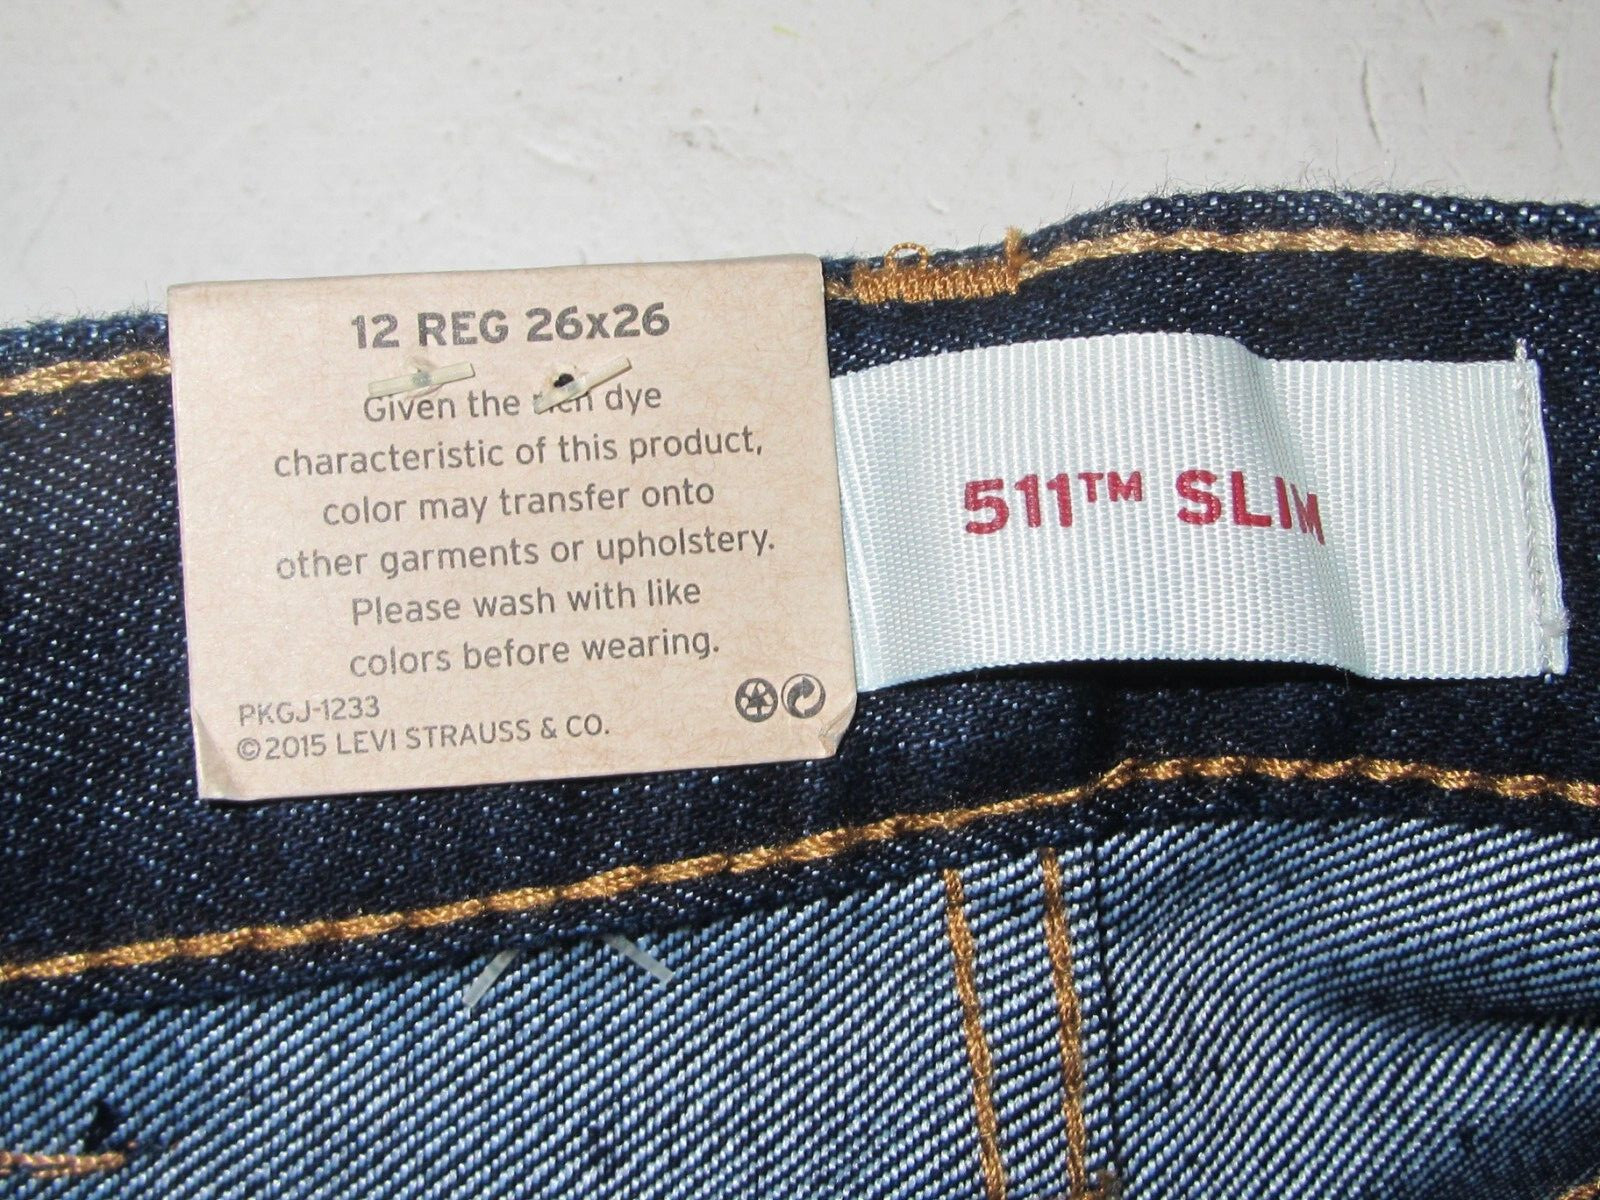 12 REG 26x26
Given the rich dye
characteristic of this product,
color may transfer onto
other garments or upholstery.
Please wash with like
colors before wearing.
PKGJ-1233
©2015 LEVI STRAUSS & CO.
511™ SLIM